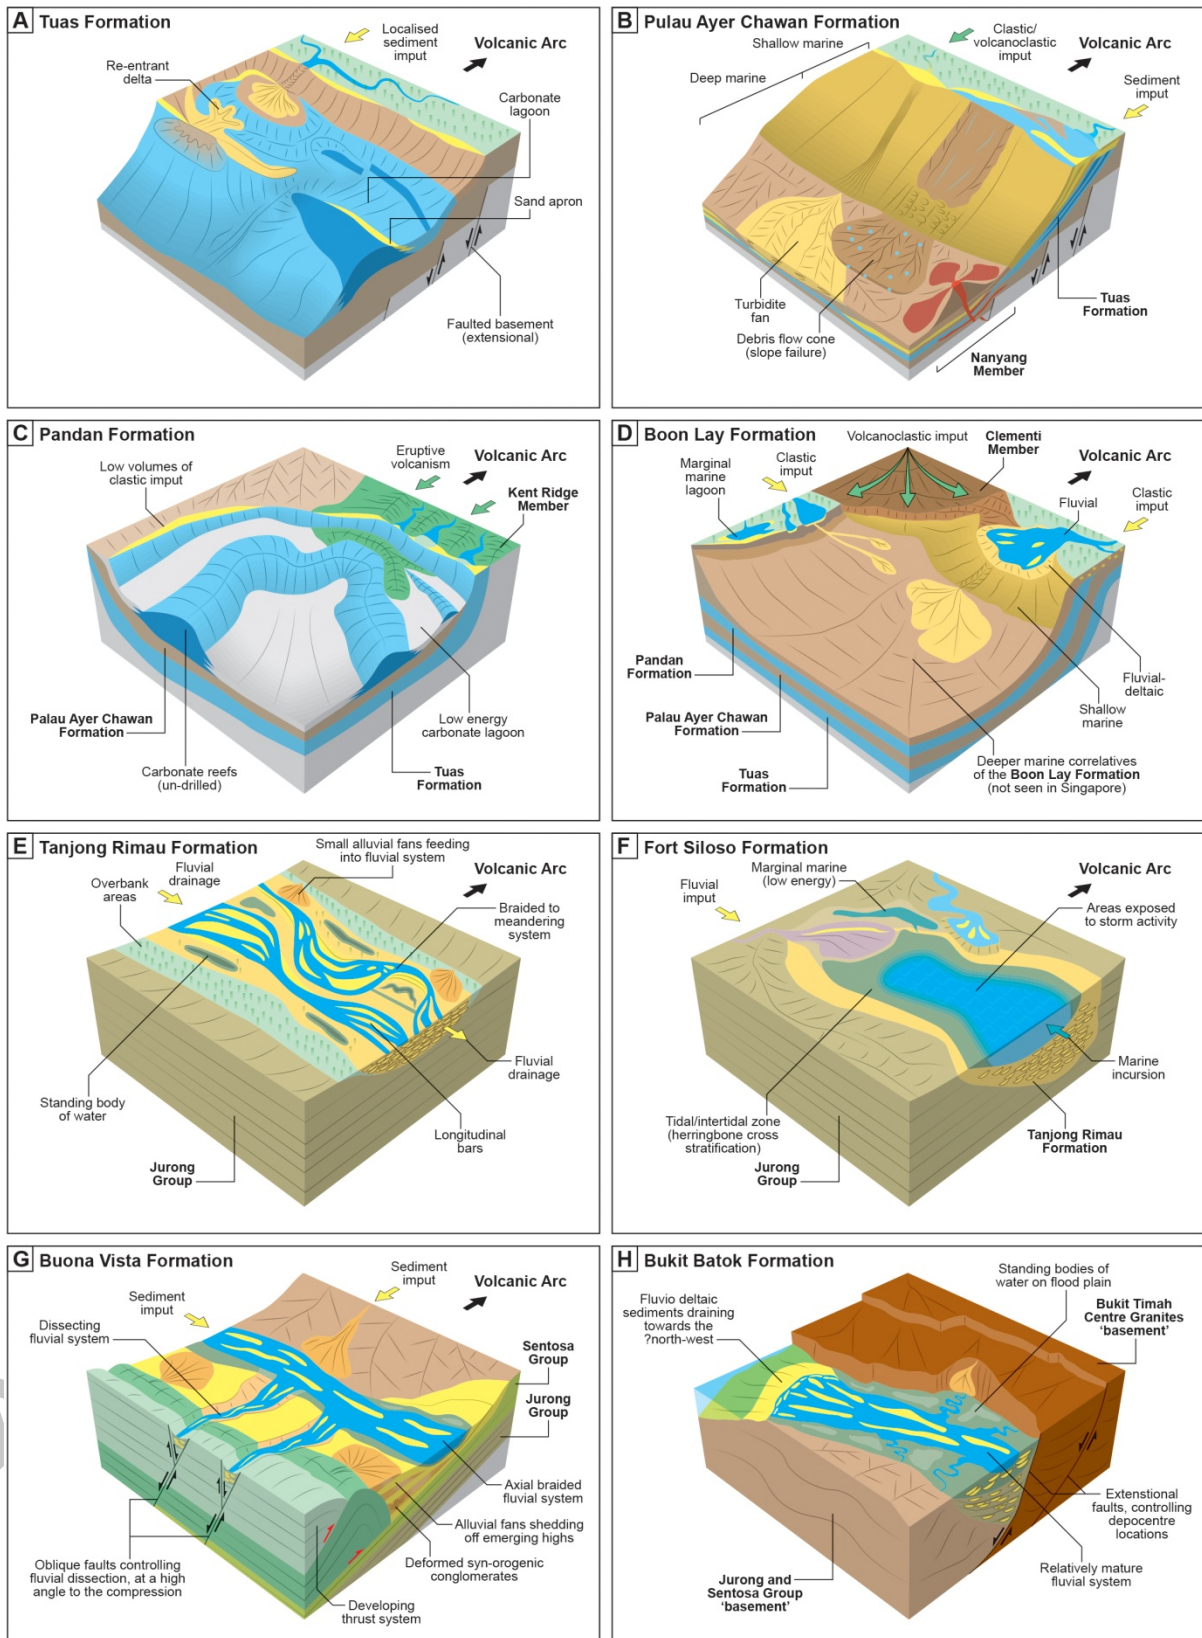 A Tuas Formation
Localised
sediment
imput
Volcanic Arc
Re-entrant
delta
Carbonate
lagoon
Sand apron
Faulted basement
(extensional)
B Pulau Ayer Chawan Formation
Shallow marine
Clastic/
volcanoclastic
imput
Volcanic Arc
Deep marine
Sediment
imput
Turbidite
fan
Debris flow cone
(slope failure)
Tuas
Formation
Nanyang
Member
C Pandan Formation
Low volumes of
clastic imput
Eruptive
volcanism
Volcanic Arc
Kent Ridge
Member
Palau Ayer Chawan
Formation
Carbonate reefs
(un-drilled)
Low energy
carbonate lagoon
Tuas
Formation
D Boon Lay Formation
Volcanoclastic imput
Clementi
Member
Volcanic Arc
Marginal
marine
lagoon
Clastic
imput
Fluvial
Clastic
imput
Pandan
Formation
Palau Ayer Chawan
Formation
Tuas
Formation
Fluvial-
deltaic
Shallow
marine
Deeper marine correlatives
of the Boon Lay Formation
(not seen in Singapore)
E Tanjong Rimau Formation
Small alluvial fans feeding
into fluvial system
Volcanic Arc
Overbank
areas
Fluvial
drainage
Braided to
meandering
system
Standing body
of water
Fluvial
drainage
Longitudinal
bars
Jurong
Group
F Fort Siloso Formation
Marginal marine
(low energy)
Volcanic Arc
Fluvial
imput
Areas exposed
to storm activity
Marine
incursion
Tidal/intertidal zone
(herringbone cross
stratification)
Tanjong Rimau
Formation
Jurong
Group
G Buona Vista Formation
Sediment
imput
Volcanic Arc
Sediment
imput
Dissecting
fluvial system
Sentosa
Group
Jurong
Group
Axial braided
fluvial system
Alluvial fans shedding
off emerging highs
Deformed syn-orogenic
conglomerates
Oblique faults controlling
fluvial dissection, at a high
angle to the compression
Developing
thrust system
H Bukit Batok Formation
Standing bodies of
water on flood plain
Fluvio deltaic
sediments draining
towards the
?north-west
Bukit Timah
Centre Granites
'basement'
Extenstional
faults, controlling
depocentre
locations
Relatively mature
fluvial system
Jurong and
Sentosa Group
'basement'